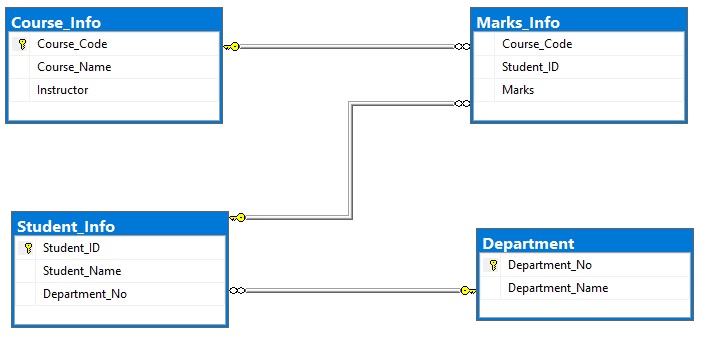 Course_Info
Course_Code
Course_Name
Instructor
Marks_Info
Course_Code
Student_ID
Marks
Student_Info
Student_ID
Student_Name
Department_No
Department
Department_No
Department_Name